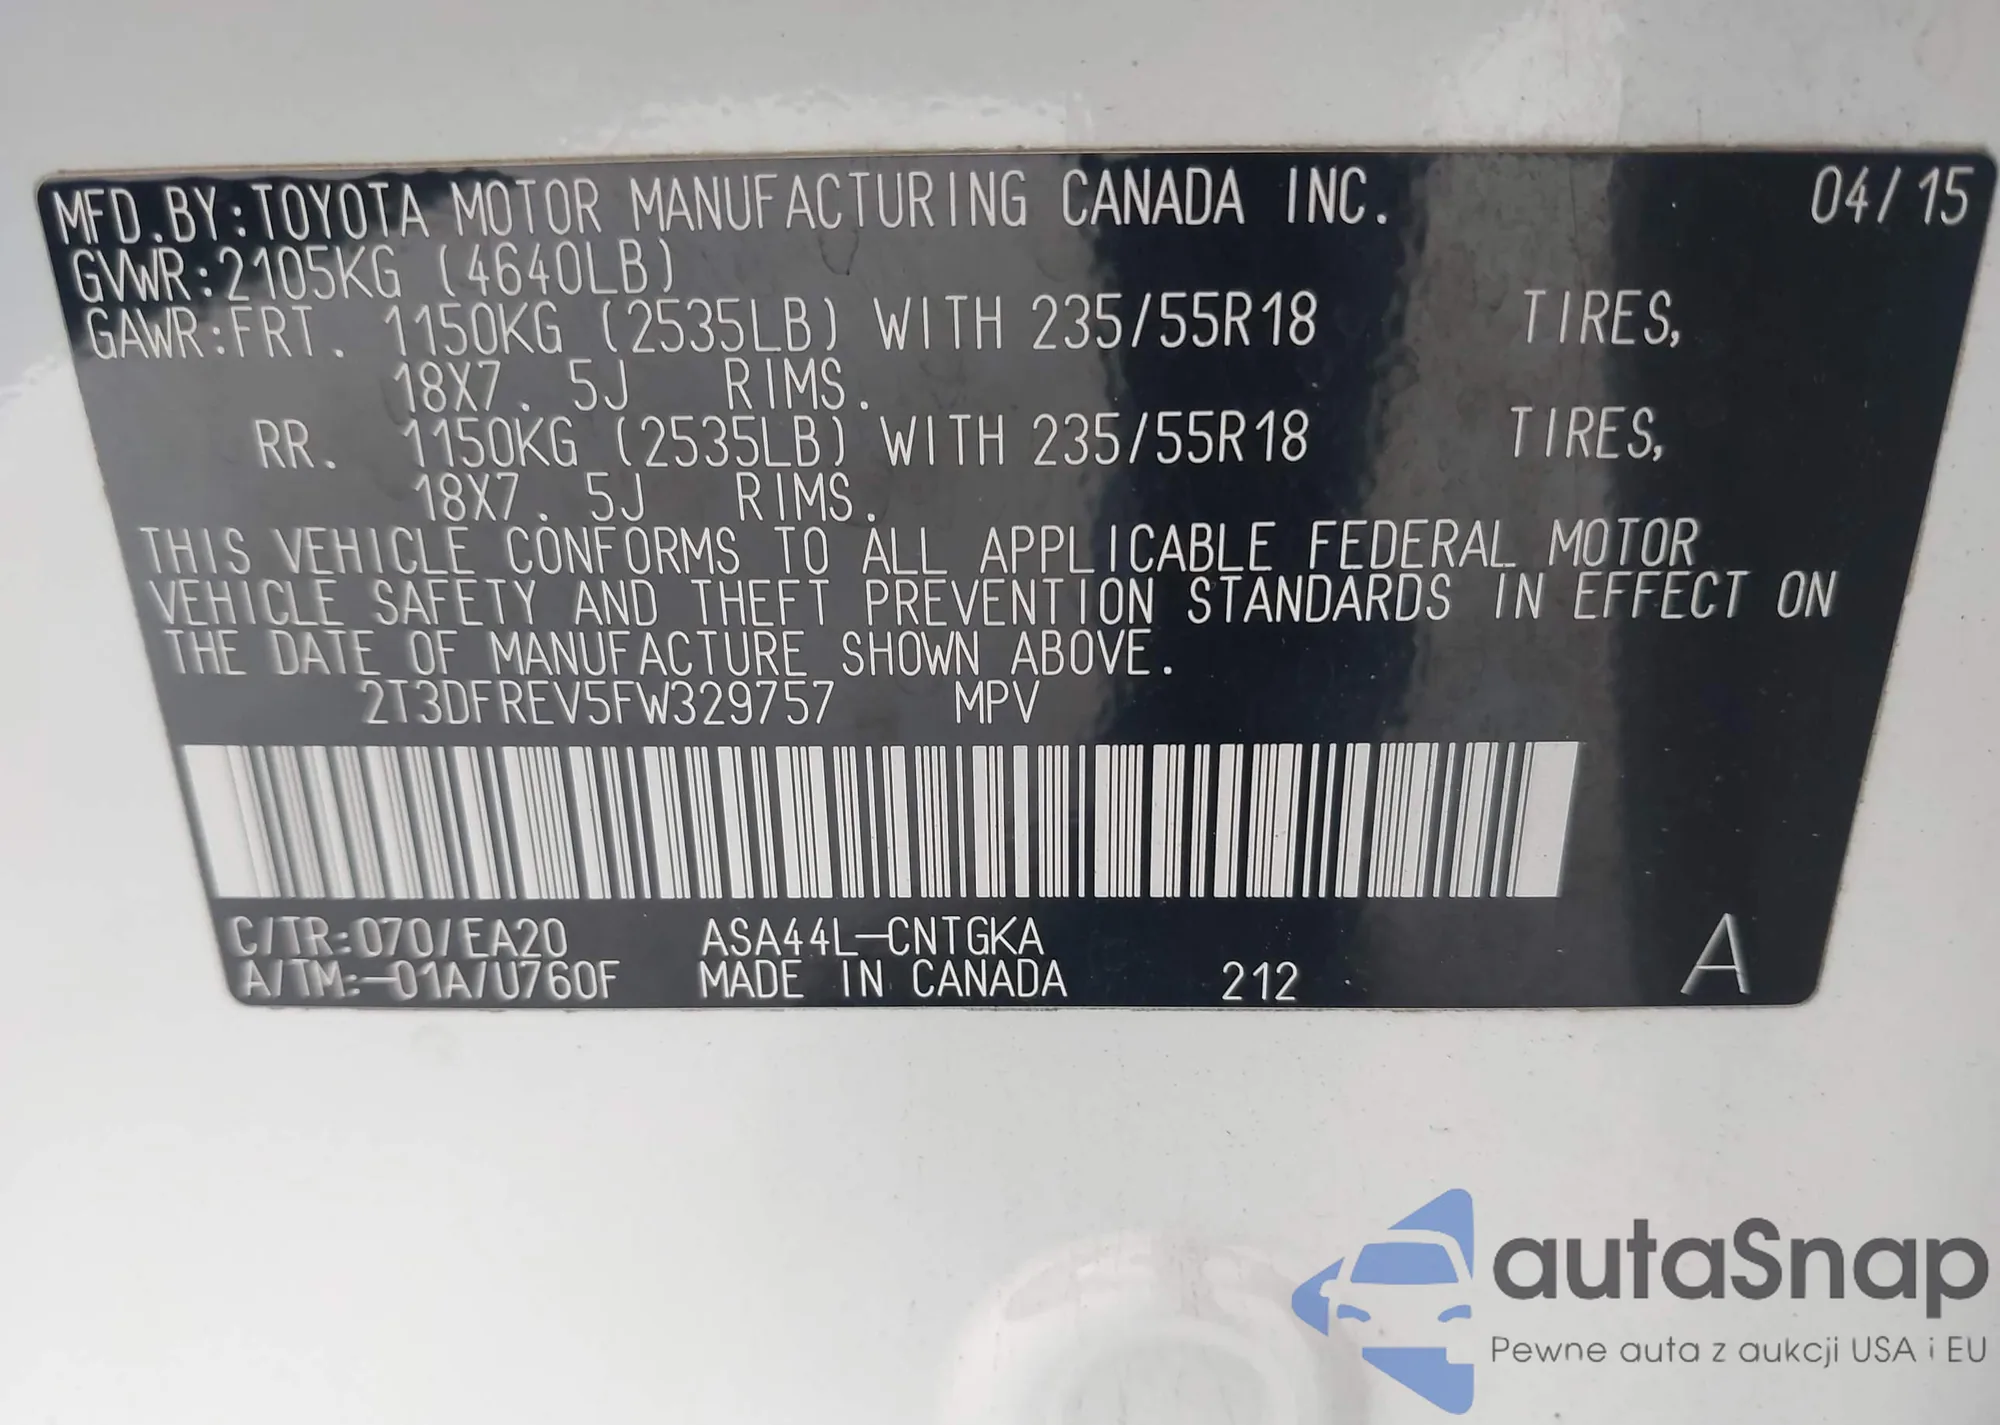 MFD.BY:TOYOTA MOTOR MANUFACTURING CANADA INC. 04/15
GVWR:2105KG (4640LB)
GAWR:FRT. 1150KG (2535LB) WITH 235/55R18 TIRES,
18X7.5J RIMS.
RR. 1150KG (2535LB) WITH 235/55R18 TIRES,
18X7.5J RIMS.
THIS VEHICLE CONFORMS TO ALL APPLICABLE FEDERAL MOTOR
VEHICLE SAFETY AND THEFT PREVENTION STANDARDS IN EFFECT ON
THE DATE OF MANUFACTURE SHOWN ABOVE.
2T3DFREV5FW329757 MPV
C/TR:070/EA20 ASA44L-CNTGKA
A/TM:-01A/U760F MADE IN CANADA 212 A
autaSnap
Pewne auta z aukcji USA i EU